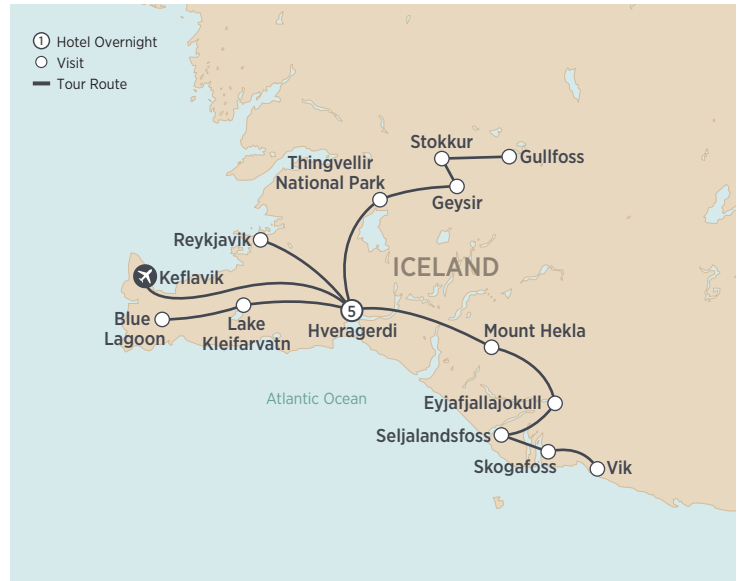 1 Hotel Overnight
Visit
Tour Route
Stokkur
Gullfoss
Thingvellir
National Park
Geysir
Reykjavik
ICELAND
Keflavik
5
Blue
Lagoon
Lake
Kleifarvatn
Hveragerdi
Mount Hekla
Atlantic Ocean
Eyjafjallajokull
Seljalandsfoss
Skogafoss
Vik